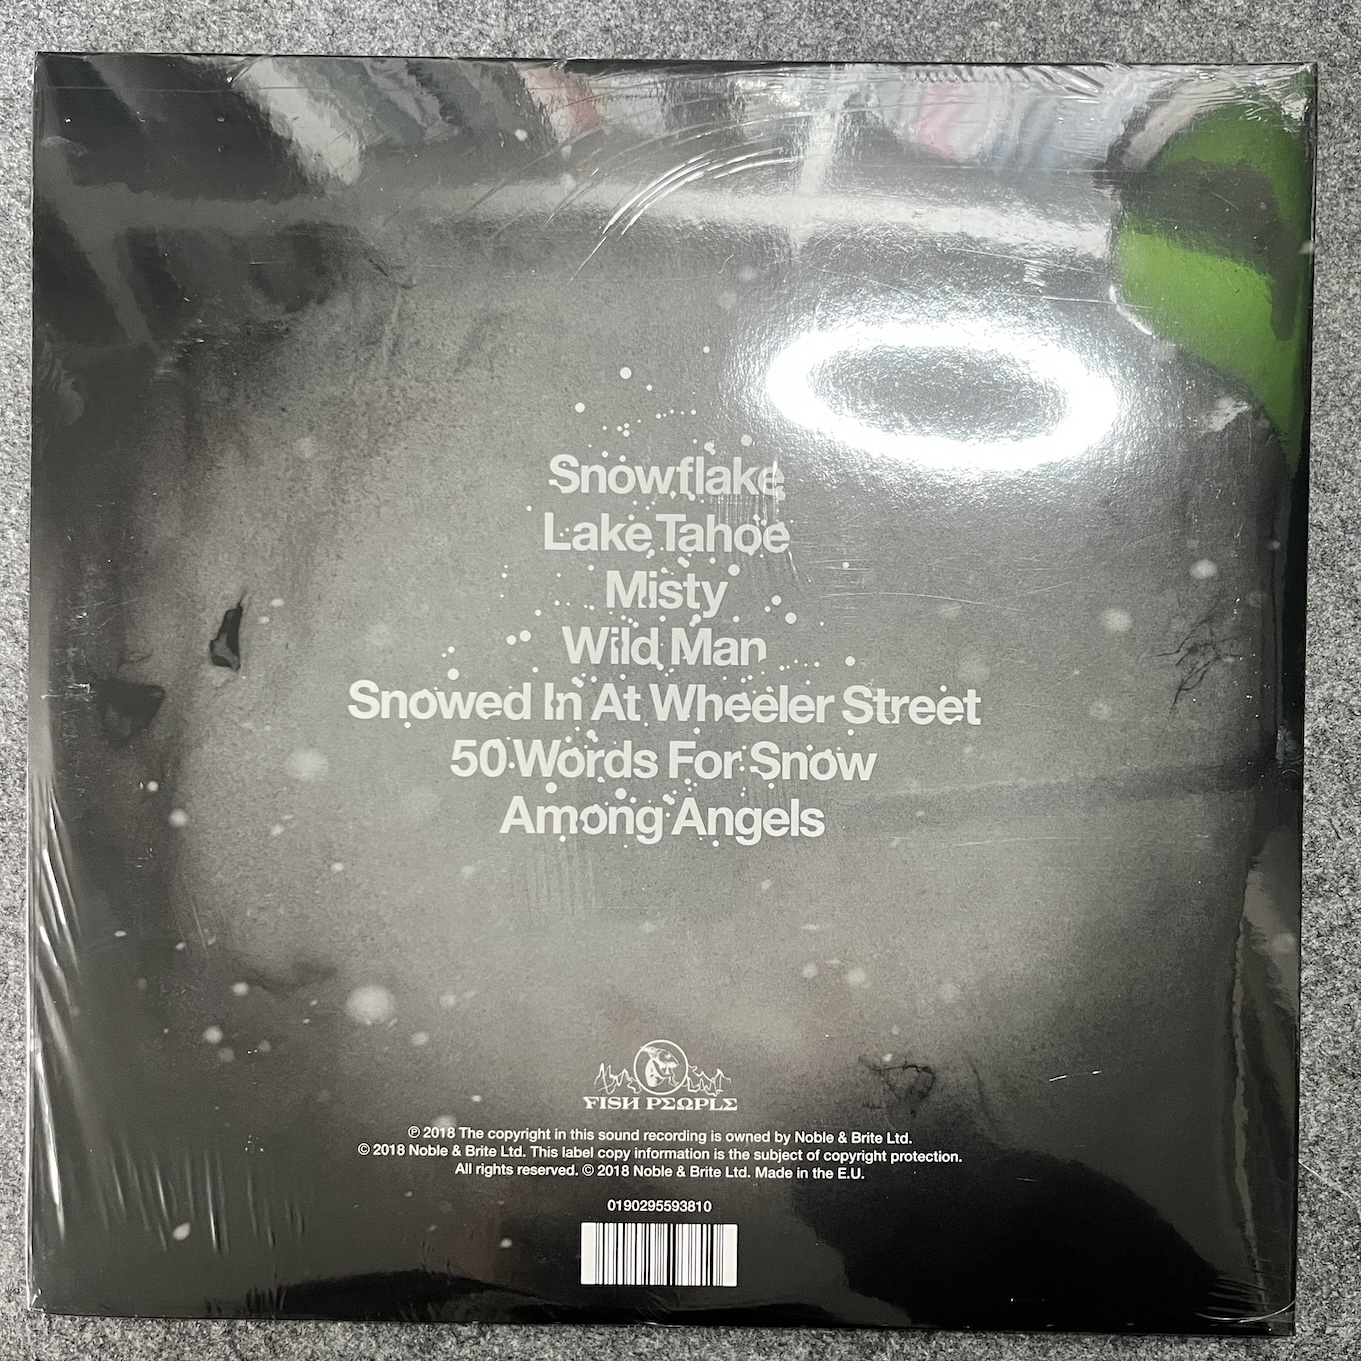 Snowflake
Lake Tahoe
Misty
Wild Man
Snowed In At Wheeler Street
50 Words For Snow
Among Angels
FISH PEΩPLΣ
℗ 2018 The copyright in this sound recording is owned by Noble & Brite Ltd.
© 2018 Noble & Brite Ltd. This label copy information is the subject of copyright protection.
All rights reserved. © 2018 Noble & Brite Ltd. Made in the E.U.
0190295593810